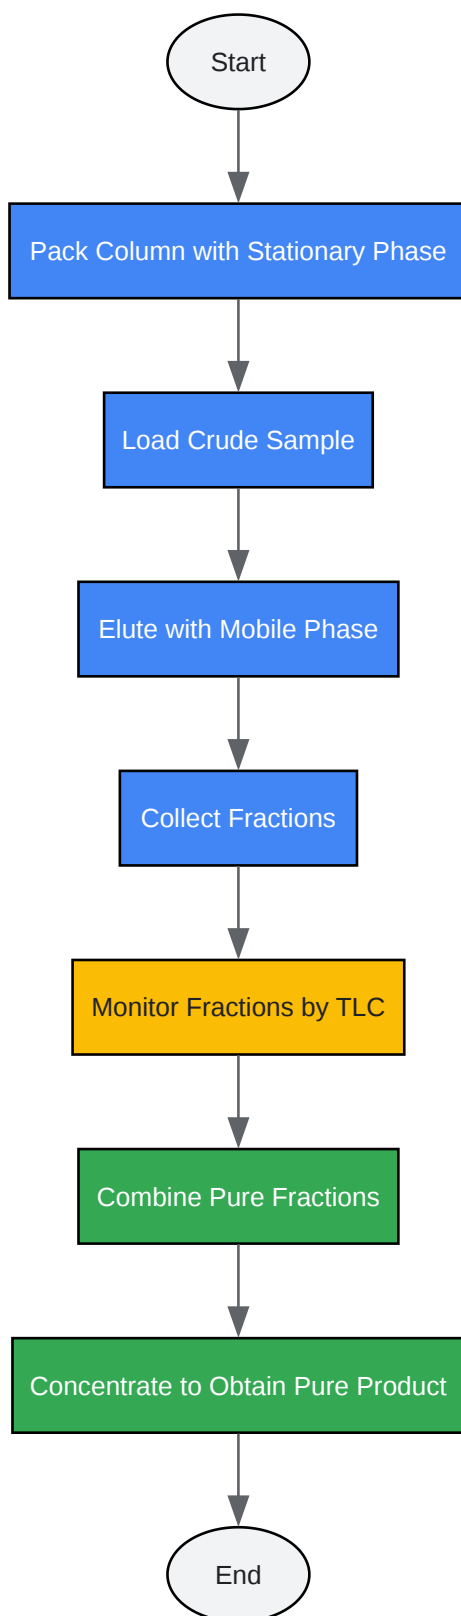 Start
Pack Column with Stationary Phase
Load Crude Sample
Elute with Mobile Phase
Collect Fractions
Monitor Fractions by TLC
Combine Pure Fractions
Concentrate to Obtain Pure Product
End